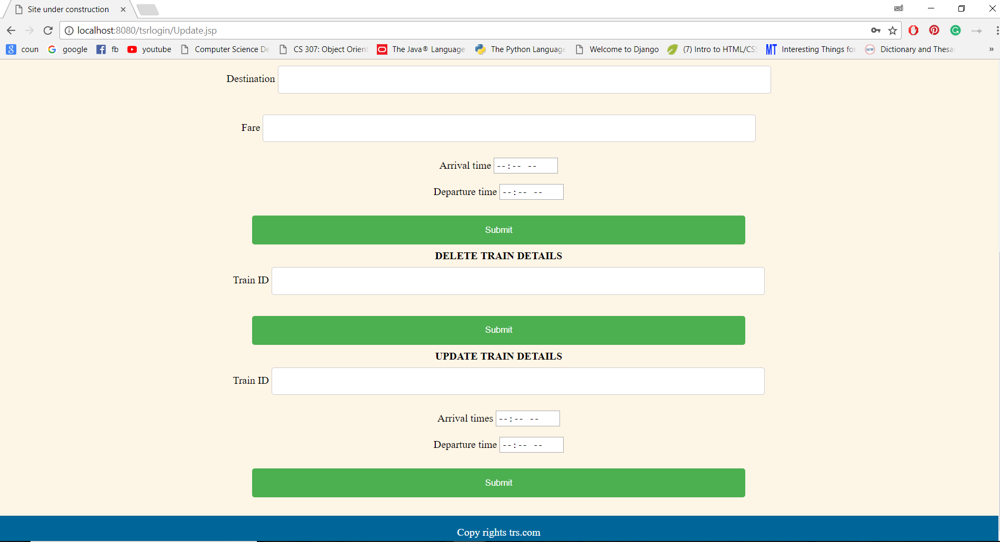 Site under construction
sai
localhost:8080/tsrlogin/Update.jsp
coun google fb youtube Computer Science De CS 307: Object Orient The Java® Language The Python Language Welcome to Django (7) Intro to HTML/CSS MT Interesting Things for M-W Dictionary and Thesa »
Destination
Fare
Arrival time --:-- --
Departure time --:-- --
Submit
DELETE TRAIN DETAILS
Train ID
Submit
UPDATE TRAIN DETAILS
Train ID
Arrival times --:-- --
Departure time --:-- --
Submit
Copy rights trs.com